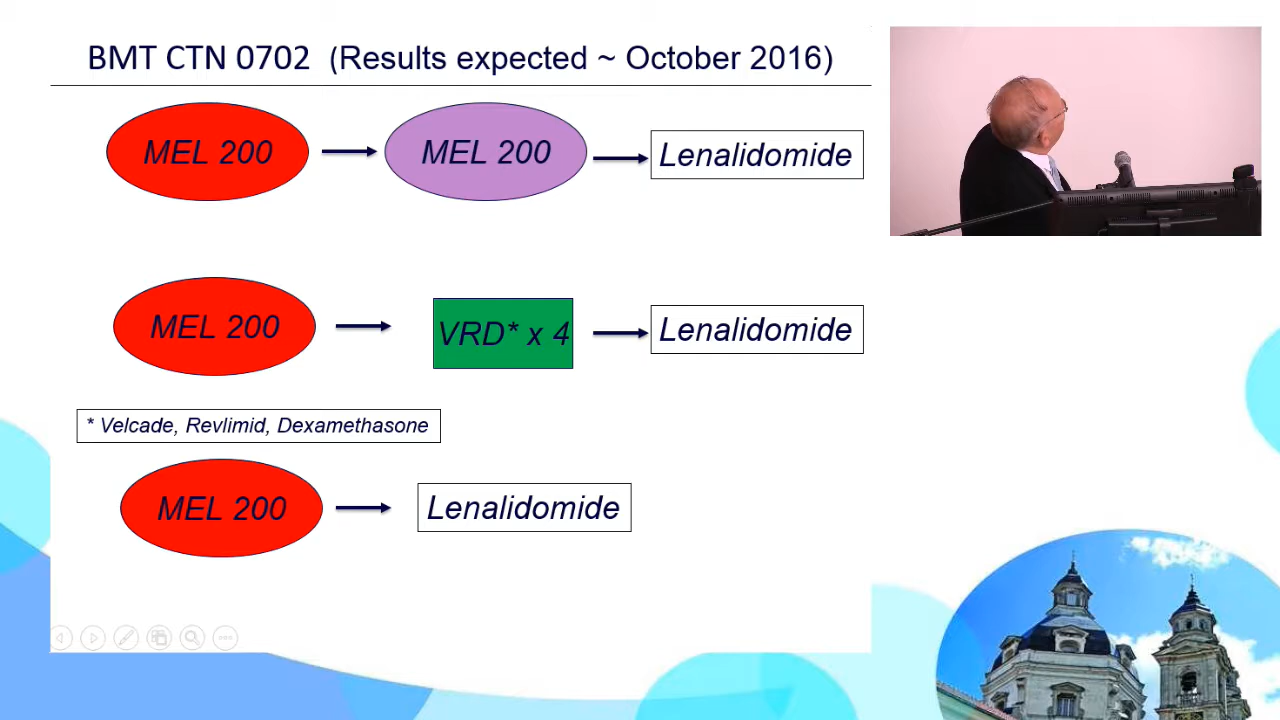 BMT CTN 0702 (Results expected ~ October 2016)
MEL 200 MEL 200 Lenalidomide
MEL 200 VRD* x 4 Lenalidomide
* Velcade, Revlimid, Dexamethasone
MEL 200 Lenalidomide